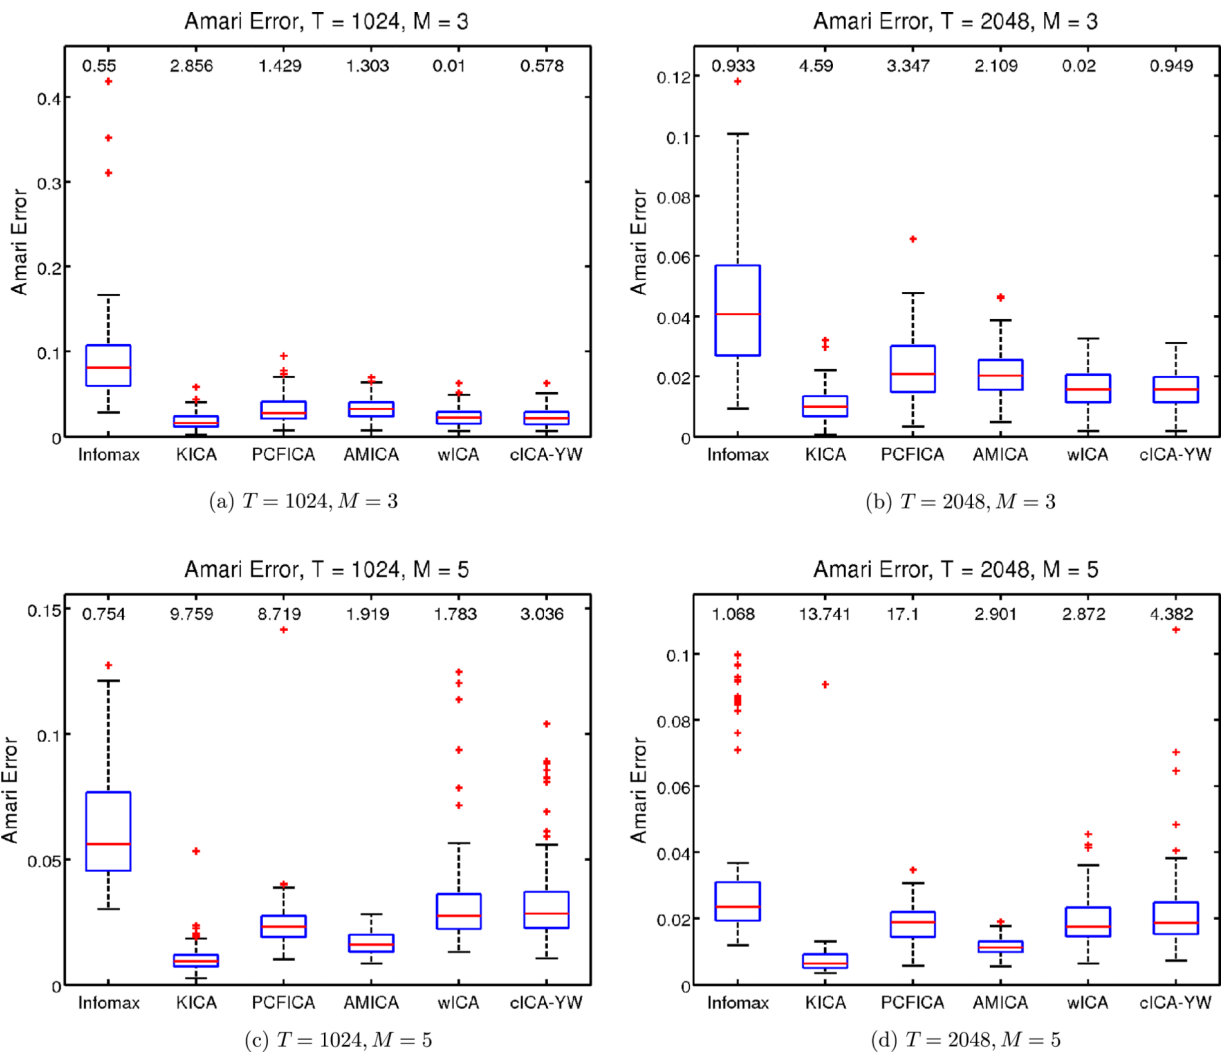 Amari Error, T = 1024, M = 3
0.55 2.856 1.429 1.303 0.01 0.578
0.4
0.3
0.2
0.1
0
Amari Error
Infomax KICA PCFICA AMICA wICA cICA-YW
(a) T = 1024, M = 3
Amari Error, T = 2048, M = 3
0.933 4.59 3.347 2.109 0.02 0.949
0.12
0.1
0.08
0.06
0.04
0.02
0
Amari Error
Infomax KICA PCFICA AMICA wICA cICA-YW
(b) T = 2048, M = 3
Amari Error, T = 1024, M = 5
0.754 9.759 8.719 1.919 1.783 3.036
0.15
0.1
0.05
0
Amari Error
Infomax KICA PCFICA AMICA wICA cICA-YW
(c) T = 1024, M = 5
Amari Error, T = 2048, M = 5
1.068 13.741 17.1 2.901 2.872 4.382
0.1
0.08
0.06
0.04
0.02
0
Amari Error
Infomax KICA PCFICA AMICA wICA cICA-YW
(d) T = 2048, M = 5